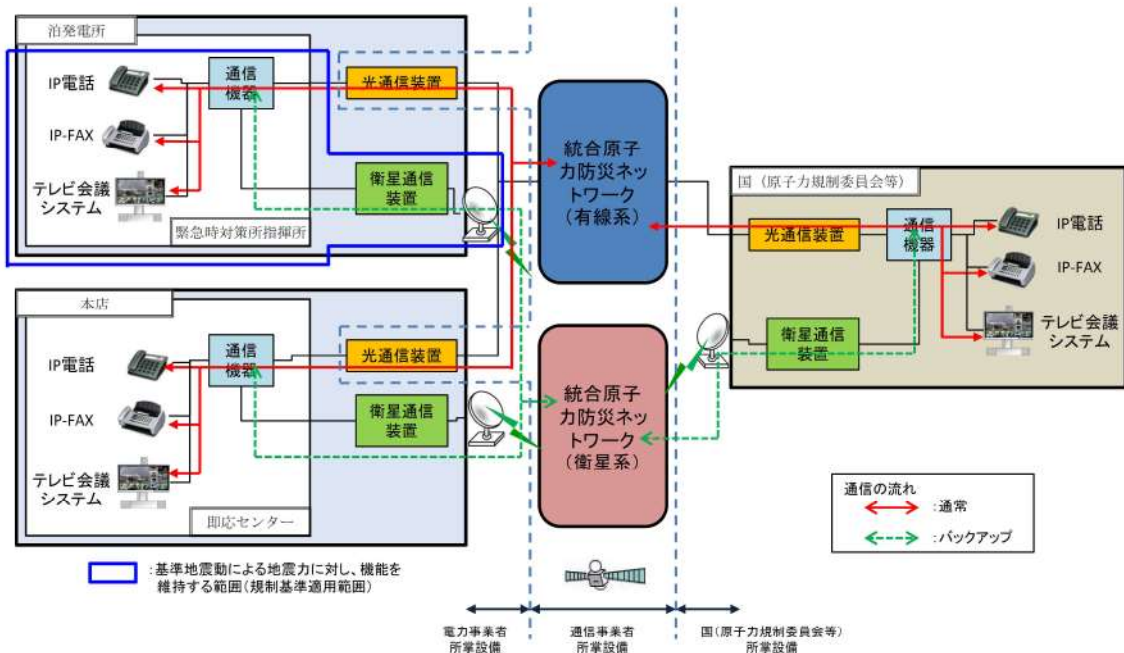 泊発電所
IP電話
IP-FAX
テレビ会議
システム
通信
機器
光通信装置
衛星通信
装置
緊急時対策所指揮所
本店
IP電話
IP-FAX
テレビ会議
システム
通信
機器
光通信装置
衛星通信
装置
即応センター
統合原子
力防災ネッ
トワーク
(有線系)
統合原子
力防災ネッ
トワーク
(衛星系)
国(原子力規制委員会等)
光通信装置
通信
機器
衛星通信
装置
IP電話
IP-FAX
テレビ会議
システム
通信の流れ
:通常
:バックアップ
:基準地震動による地震力に対し、機能を
維持する範囲(規制基準適用範囲)
電力事業者
所掌設備
通信事業者
所掌設備
国(原子力規制委員会等)
所掌設備